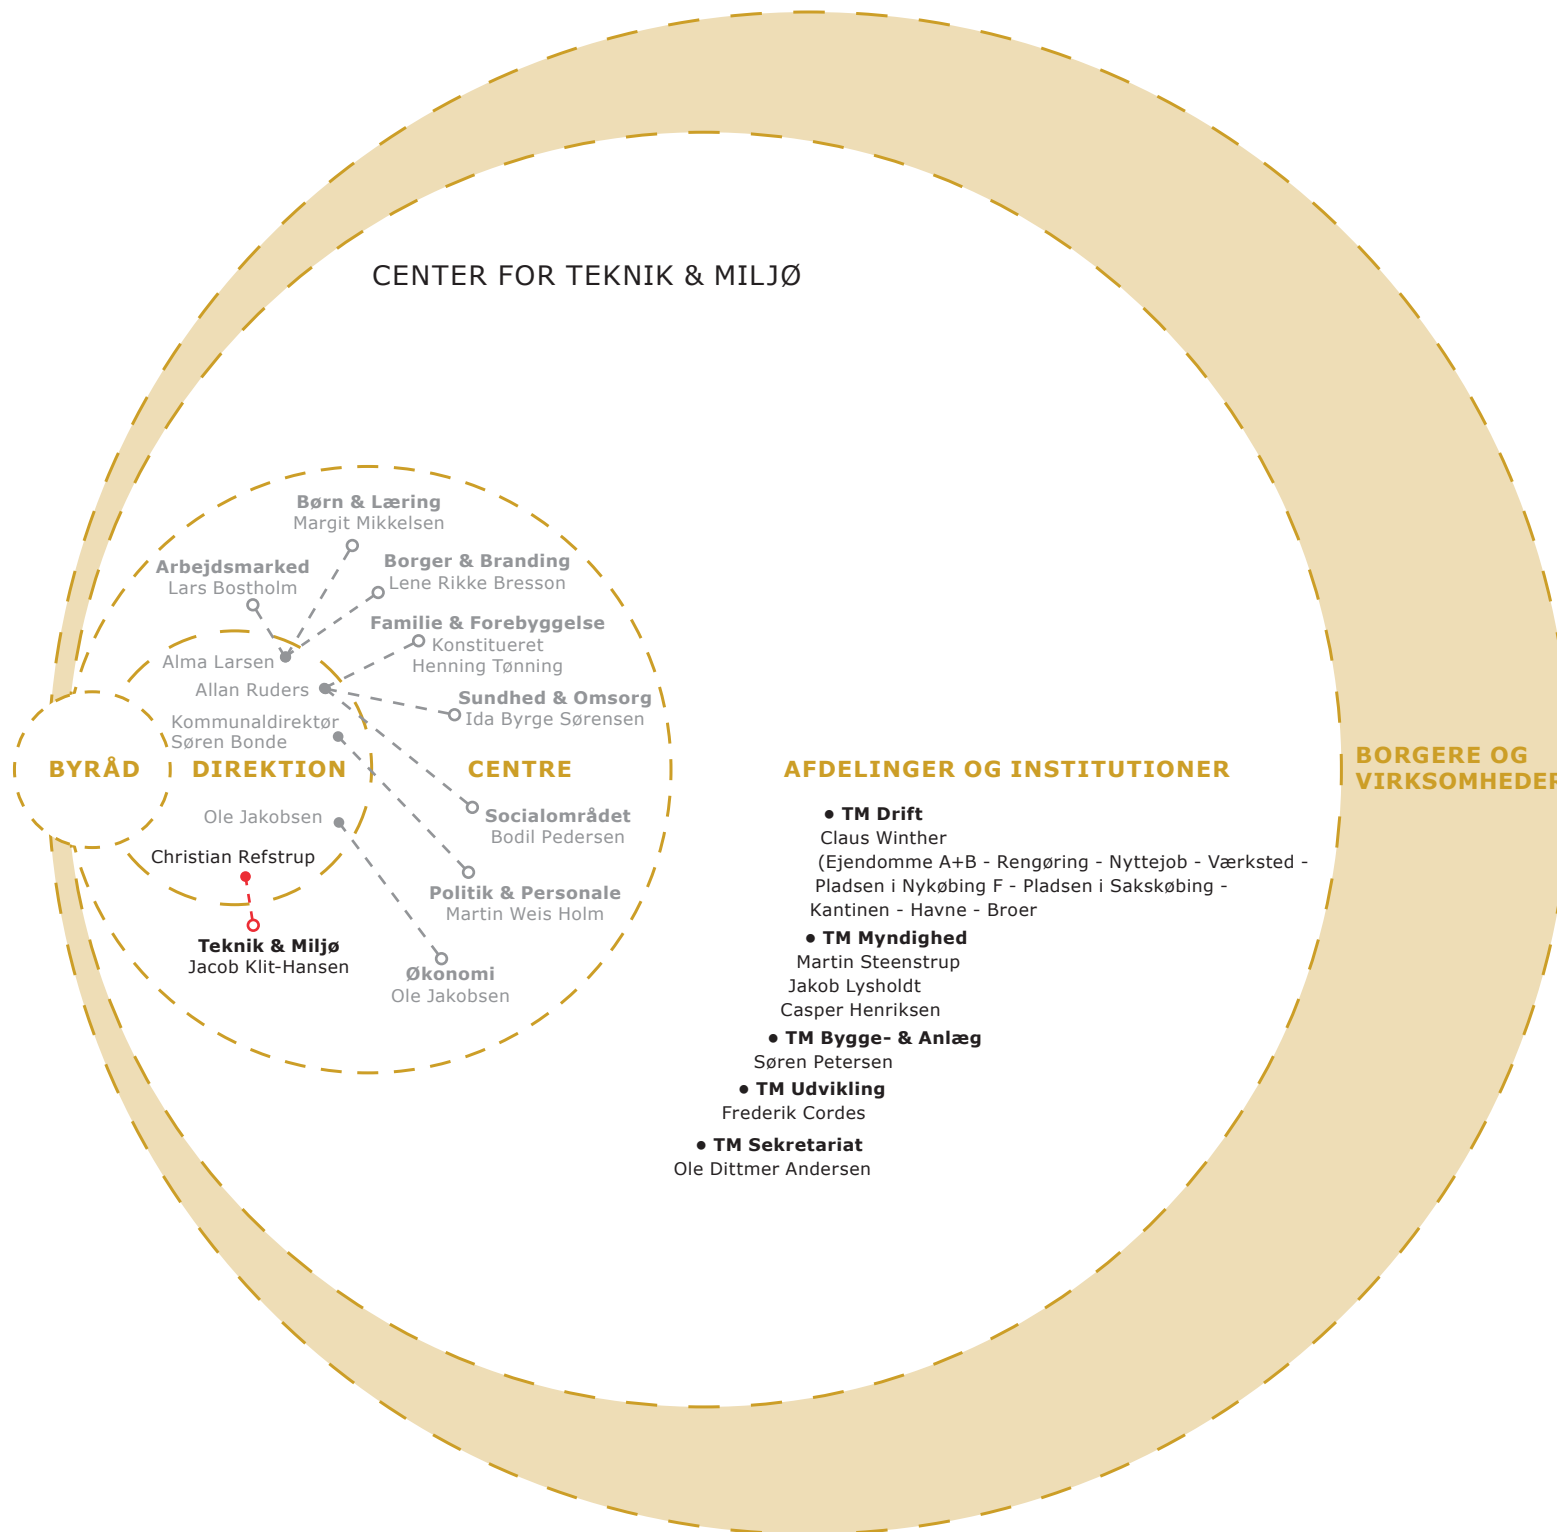 CENTER FOR TEKNIK & MILJØ
Børn & Læring
Margit Mikkelsen
Arbejdsmarked
Lars Bostholm
Borger & Branding
Lene Rikke Bresson
Familie & Forebyggelse
Konstitueret
Henning Tønning
Alma Larsen
Allan Ruders
Sundhed & Omsorg
Ida Byrge Sørensen
Kommunaldirektør
Søren Bonde
BYRÅD
DIREKTION
CENTRE
AFDELINGER OG INSTITUTIONER
BORGERE OG
VIRKSOMHEDER
Ole Jakobsen
Socialområdet
Bodil Pedersen
Christian Refstrup
Politik & Personale
Martin Weis Holm
Teknik & Miljø
Jacob Klit-Hansen
Økonomi
Ole Jakobsen
• TM Drift
Claus Winther
(Ejendomme A+B - Rengøring - Nyttejob - Værksted -
Pladsen i Nykøbing F - Pladsen i Sakskøbing -
Kantinen - Havne - Broer
• TM Myndighed
Martin Steenstrup
Jakob Lysholdt
Casper Henriksen
• TM Bygge- & Anlæg
Søren Petersen
• TM Udvikling
Frederik Cordes
• TM Sekretariat
Ole Dittmer Andersen